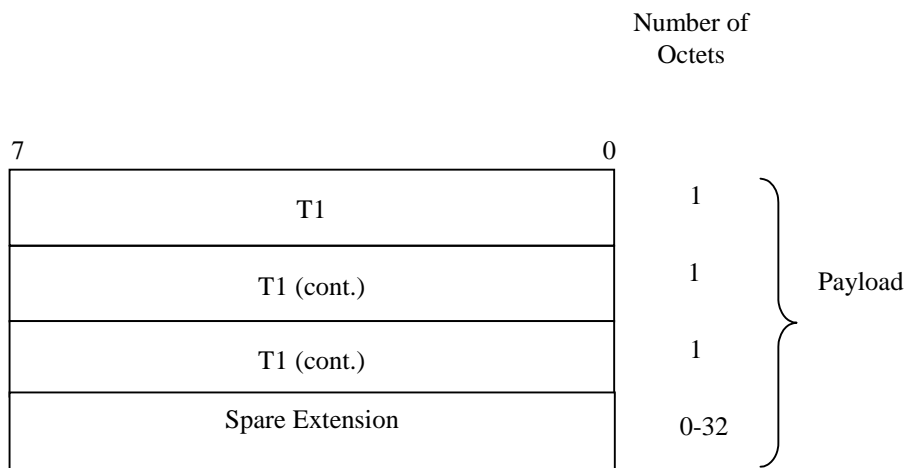 Number of
Octets
7 0
T1 1
T1 (cont.) 1
Payload
T1 (cont.) 1
Spare Extension
0-32